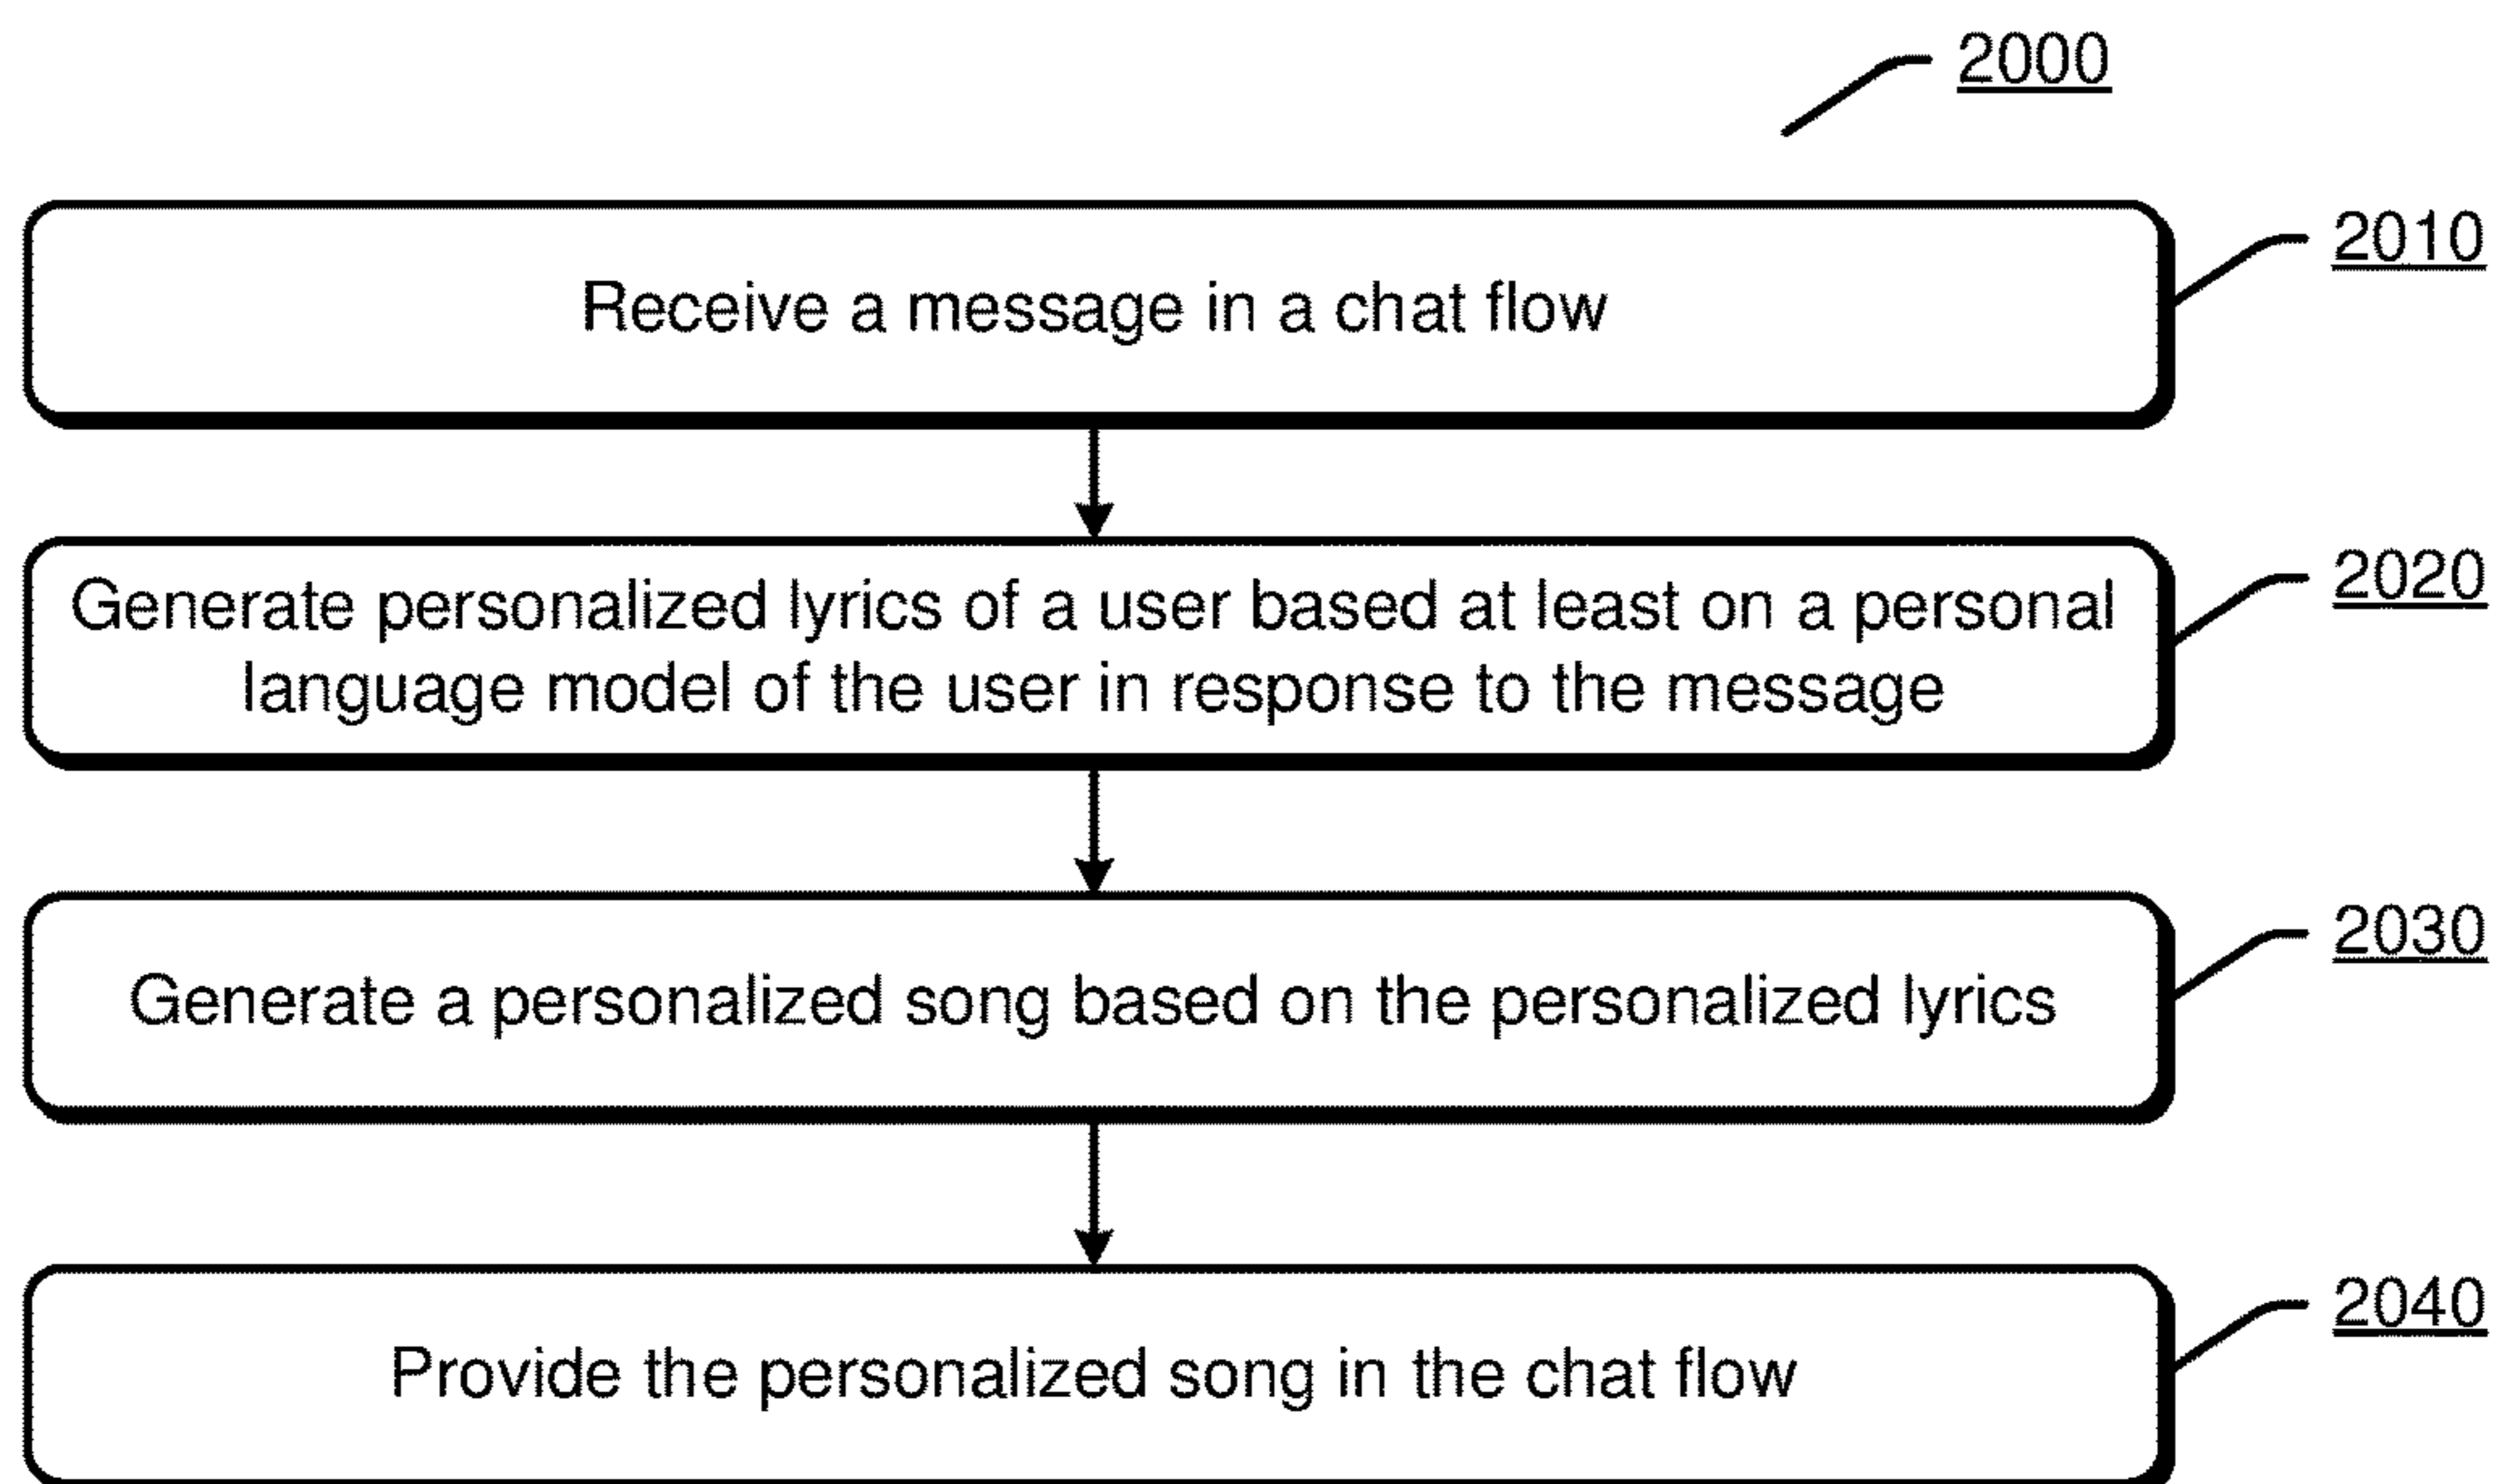 2000
Receive a message in a chat flow
2010
Generate personalized lyrics of a user based at least on a personal
language model of the user in response to the message
2020
Generate a personalized song based on the personalized lyrics
2030
Provide the personalized song in the chat flow
2040